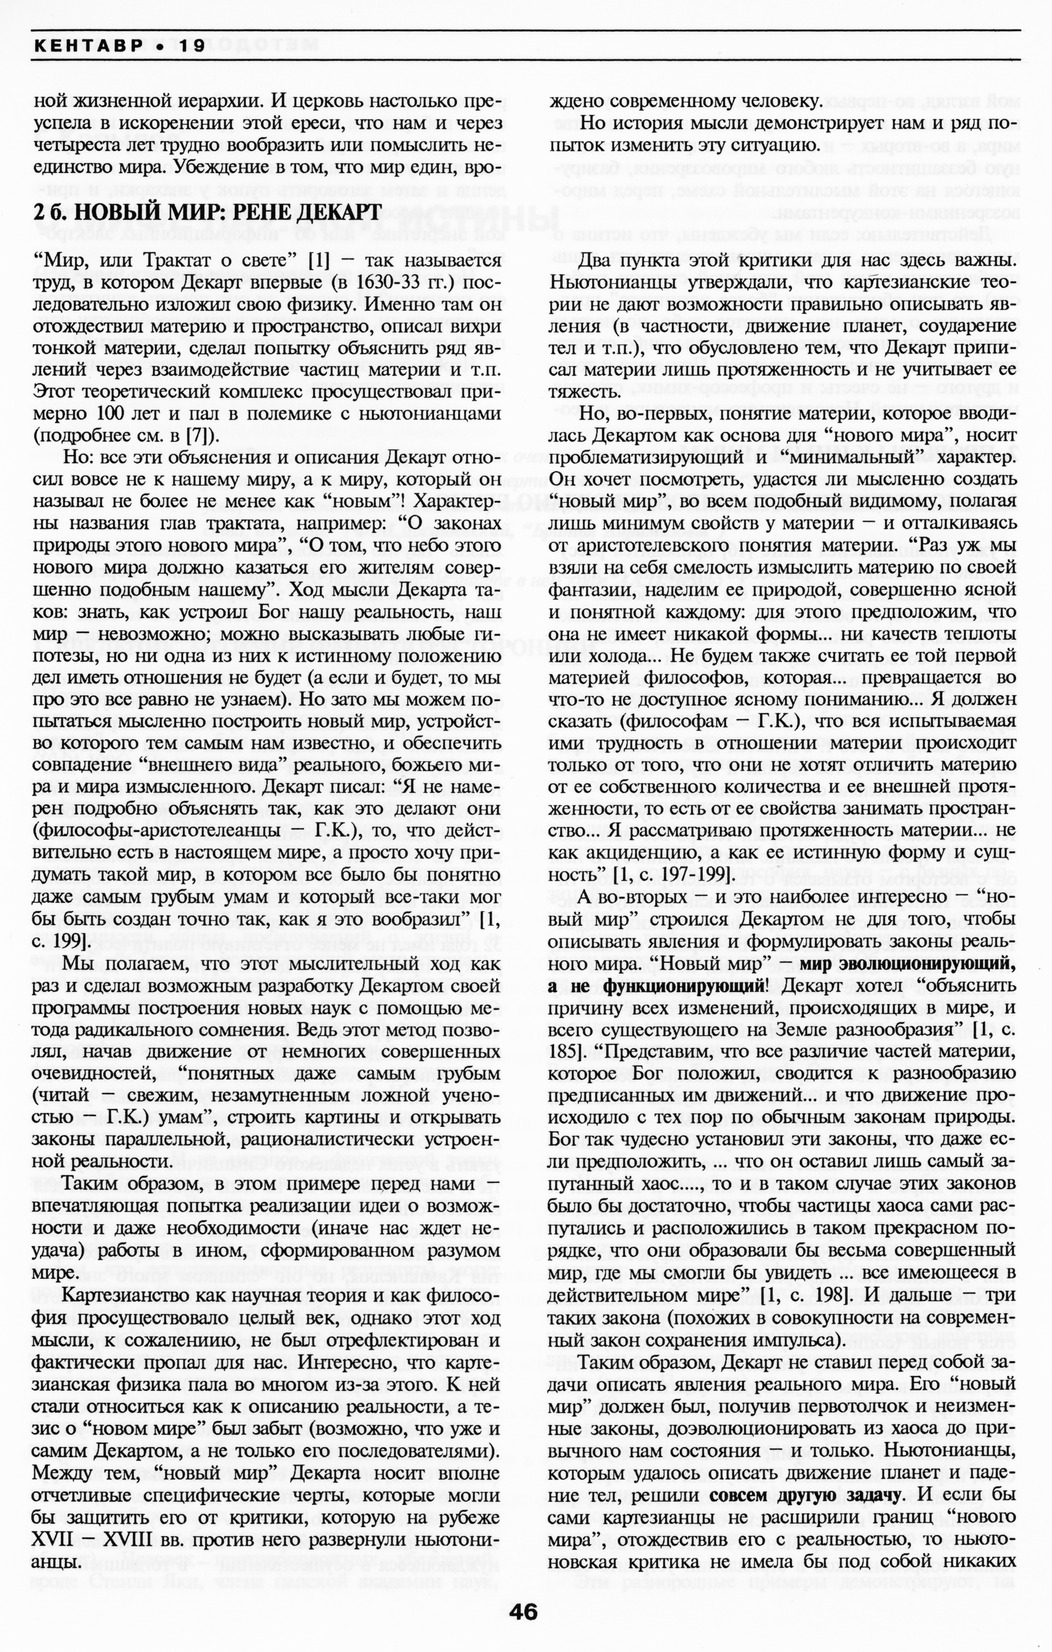 КЕНТАВР • 19
ной жизненной иерархии. И церковь настолько пре-
успела в искоренении этой ереси, что нам и через
четыреста лет трудно вообразить или помыслить не-
единство мира. Убеждение в том, что мир един, вро-
ждено современному человеку.
Но история мысли демонстрирует нам и ряд по-
пыток изменить эту ситуацию.
2 б. НОВЫЙ МИР: РЕНЕ ДЕКАРТ
“Мир, или Трактат о свете” [1] — так называется
труд, в котором Декарт впервые (в 1630-33 гг.) пос-
ледовательно изложил свою физику. Именно там он
отождествил материю и пространство, описал вихри
тонкой материи, сделал попытку объяснить ряд яв-
лений через взаимодействие частиц материи и т.п.
Этот теоретический комплекс просуществовал при-
мерно 100 лет и пал в полемике с ньютонианцами
(подробнее см. в [7]).
Но: все эти объяснения и описания Декарт отно-
сил вовсе не к нашему миру, а к миру, который он
называл не более не менее как “новым”! Характер-
ны названия глав трактата, например: “О законах
природы этого нового мира”, “О том, что небо этого
нового мира должно казаться его жителям совер-
шенно подобным нашему”. Ход мысли Декарта та-
ков: знать, как устроил Бог нашу реальность, наш
мир — невозможно; можно высказывать любые ги-
потезы, но ни одна из них к истинному положению
дел иметь отношения не будет (а если и будет, то мы
про это все равно не узнаем). Но зато мы можем по-
пытаться мысленно построить новый мир, устройст-
во которого тем самым нам известно, и обеспечить
совпадение “внешнего вида” реального, божьего ми-
ра и мира измысленного. Декарт писал: “Я не наме-
рен подробно объяснять так, как это делают они
(философы-аристотелеанцы — Г.К.), то, что дейст-
вительно есть в настоящем мире, а просто хочу при-
думать такой мир, в котором все было бы понятно
даже самым грубым умам и который все-таки мог
бы быть создан точно так, как я это вообразил” [1,
с. 199].
Мы полагаем, что этот мыслительный ход как
раз и сделал возможным разработку Декартом своей
программы построения новых наук с помощью ме-
тода радикального сомнения. Ведь этот метод позво-
лял, начав движение от немногих совершенных
очевидностей, “понятных даже самым грубым
(читай — свежим, незамутненным ложной учено-
стью — Г.К.) умам”, строить картины и открывать
законы параллельной, рационалистически устроен-
ной реальности.
Таким образом, в этом примере перед нами —
впечатляющая попытка реализации идеи о возмож-
ности и даже необходимости (иначе нас ждет не-
удача) работы в ином, сформированном разумом
мире.
Картезианство как научная теория и как филосо-
фия просуществовало целый век, однако этот ход
мысли, к сожалениию, не был отрефлектирован и
фактически пропал для нас. Интересно, что карте-
зианская физика пала во многом из-за этого. К ней
стали относиться как к описанию реальности, а те-
зис о “новом мире” был забыт (возможно, что уже и
самим Декартом, а не только его последователями).
Между тем, “новый мир” Декарта носит вполне
отчетливые специфические черты, которые могли
бы защитить его от критики, которую на рубеже
XVII — XVIII вв. против него развернули ньютони-
анцы.
Два пункта этой критики для нас здесь важны.
Ньютонианцы утверждали, что картезианские тео-
рии не дают возможности правильно описывать яв-
ления (в частности, движение планет, соударение
тел и т.п.), что обусловлено тем, что Декарт припи-
сал материи лишь протяженность и не учитывает ее
тяжесть.
Но, во-первых, понятие материи, которое вводи-
лась Декартом как основа для “нового мира”, носит
проблематизирующий и “минимальный” характер.
Он хочет посмотреть, удастся ли мысленно создать
“новый мир”, во всем подобный видимому, полагая
лишь минимум свойств у материи — и отталкиваясь
от аристотелевского понятия материи. “Раз уж мы
взяли на себя смелость измыслить материю по своей
фантазии, наделим ее природой, совершенно ясной
и понятной каждому: для этого предположим, что
она не имеет никакой формы... ни качеств теплоты
или холода... Не будем также считать ее той первой
материей философов, которая... превращается во
что-то не доступное ясному пониманию... Я должен
сказать (философам — Г.К.), что вся испытываемая
ими трудность в отношении материи происходит
только от того, что они не хотят отличить материю
от ее собственного количества и ее внешней протя-
женности, то есть от ее свойства занимать простран-
ство... Я рассматриваю протяженность материи... не
как акциденцию, а как ее истинную форму и сущ-
ность” [1, с. 197-199].
А во-вторых — и это наиболее интересно — “но-
вый мир” строился Декартом не для того, чтобы
описывать явления и формулировать законы реаль-
ного мира. “Новый мир” — мир эволюционирующий,
а не функционирующий! Декарт хотел “объяснить
причину всех изменений, происходящих в мире, и
всего существующего на Земле разнообразия” [1, с.
185]. “Представим, что все различие частей материи,
которое Бог положил, сводится к разнообразию
предписанных им движений... и что движение про-
исходило с тех пор по обычным законам природы.
Бог так чудесно установил эти законы, что даже ес-
ли предположить, ... что он оставил лишь самый за-
путанный хаос...., то и в таком случае этих законов
было бы достаточно, чтобы частицы хаоса сами рас-
путались и расположились в таком прекрасном по-
рядке, что они образовали бы весьма совершенный
мир, где мы смогли бы увидеть ... все имеющееся в
действительном мире” [1, с. 198]. И дальше — три
таких закона (похожих в совокупности на современ-
ный закон сохранения импульса).
Таким образом, Декарт не ставил перед собой за-
дачи описать явления реального мира. Его “новый
мир” должен был, получив первотолчок и неизмен-
ные законы, доэволюционировать из хаоса до при-
вычного нам состояния — и только. Ньютонианцы,
которым удалось описать движение планет и паде-
ние тел, решили совсем другую задачу. И если бы
сами картезианцы не расширили границ “нового
мира”, отождествив его с реальностью, то ньюто-
новская критика не имела бы под собой никаких
46